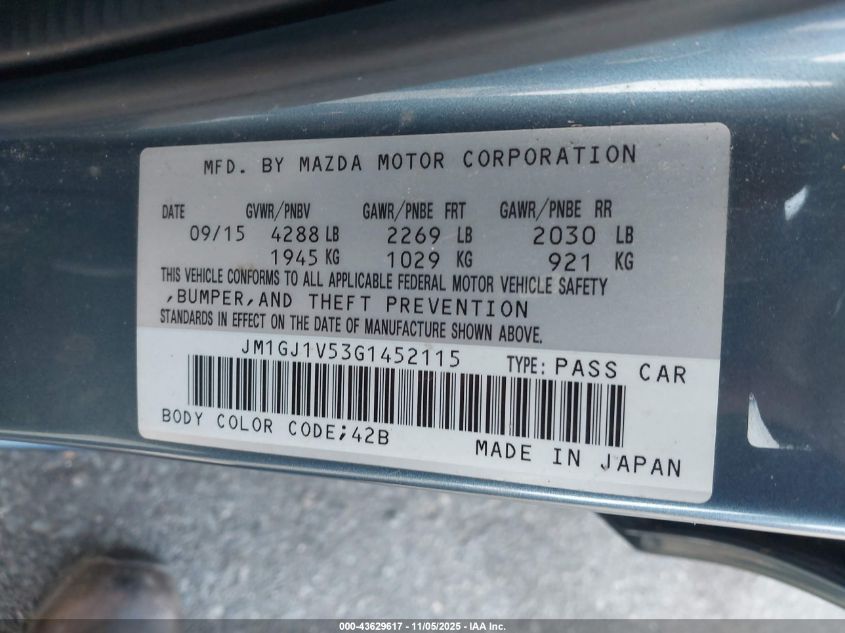 MFD. BY MAZDA MOTOR CORPORATION
DATE GVWR/PNBV GAWR/PNBE FRT GAWR/PNBE RR
09/15 4288 LB 2269 LB 2030 LB
1945 KG 1029 KG 921 KG
THIS VEHICLE CONFORMS TO ALL APPLICABLE FEDERAL MOTOR VEHICLE SAFETY
,BUMPER,AND THEFT PREVENTION
STANDARDS IN EFFECT ON THE DATE OF MANUFACTURE SHOWN ABOVE.
JM1GJ1V53G1452115 TYPE: PASS CAR
BODY COLOR CODE;42B
MADE IN JAPAN
000-43629617 - 11/05/2025 - IAA Inc.